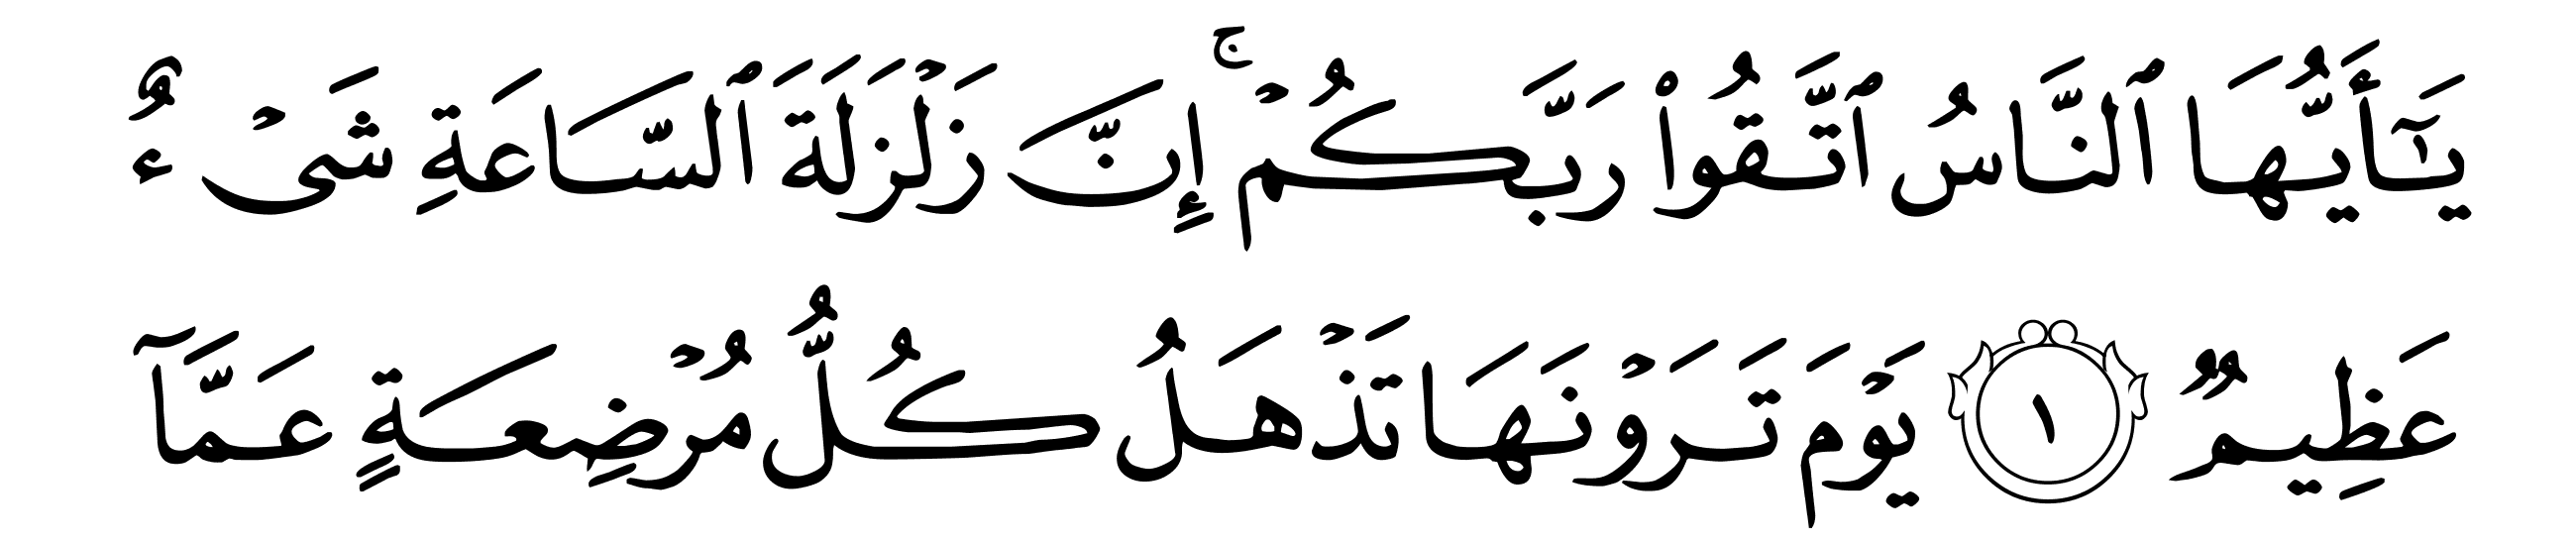 يَـٰٓأَيُّهَا ٱلنَّاسُ ٱتَّقُوا۟ رَبَّكُمْ ۚ إِنَّ زَلْزَلَةَ ٱلسَّاعَةِ شَىْءٌ
عَظِيمٌ ١ يَوْمَ تَرَوْنَهَا تَذْهَلُ كُلُّ مُرْضِعَةٍ عَمَّآ